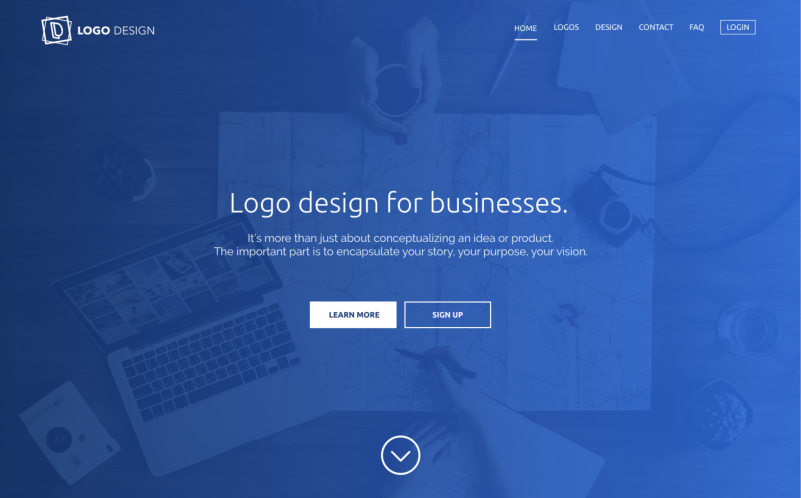 LOGO DESIGN
HOME LOGOS DESIGN CONTACT FAQ LOGIN
Logo design for businesses.
It's more than just about conceptualizing an idea or product.
The important part is to encapsulate your story, your purpose, your vision.
LEARN MORE SIGN UP